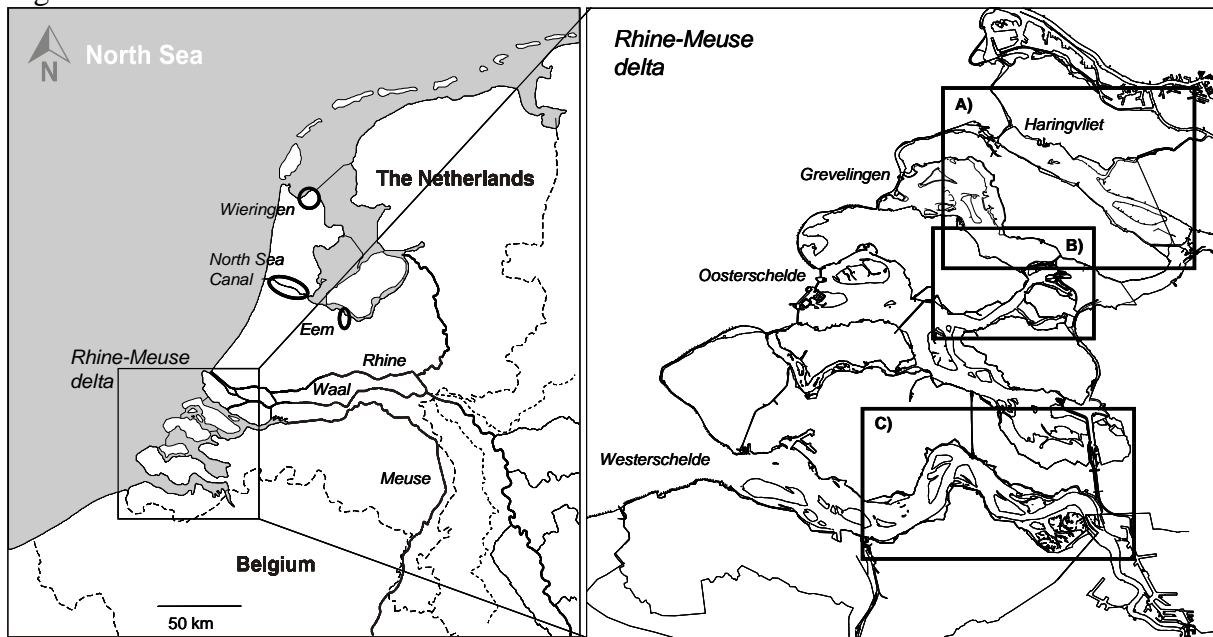 North Sea
N
The Netherlands
Wieringen
North Sea
Canal
Eem
Rhine-Meuse
delta
Rhine
Waal
Meuse
Belgium
50 km
Rhine-Meuse
delta
A)
Haringvliet
Grevelingen
B)
Oosterschelde
C)
Westerschelde